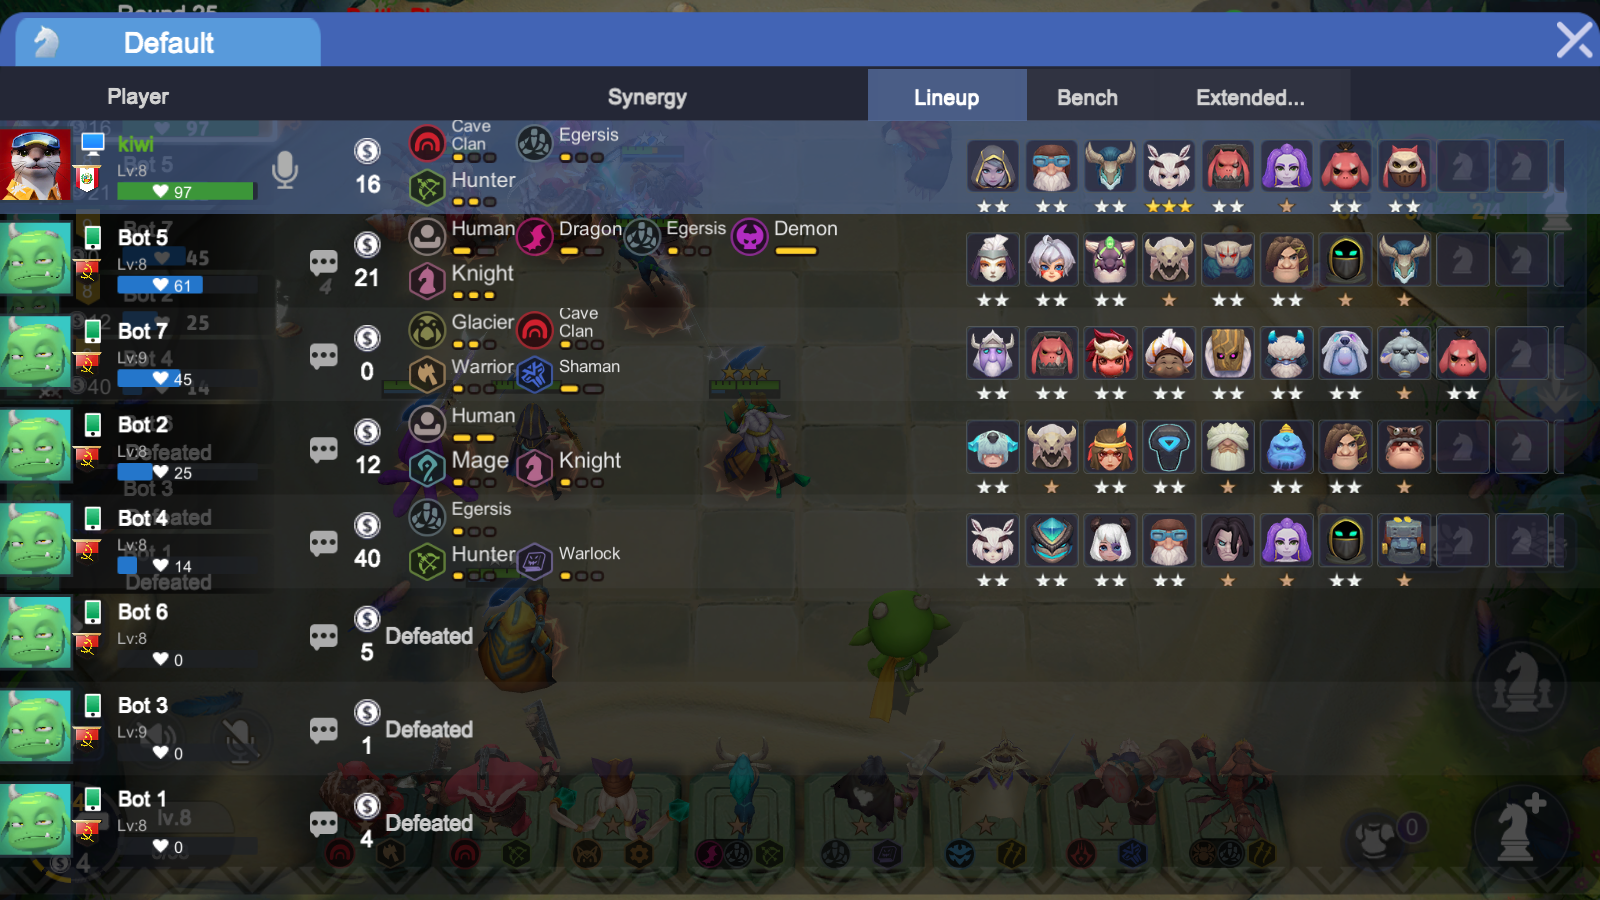 Default
Player
Synergy
Lineup
Bench
Extended...
kiwi
Lv:8
97
16
Cave Clan
Egersis
Hunter
Bot 5
Lv:8
61
21
Human
Dragon
Egersis
Demon
Knight
Bot 7
Lv:9
45
0
Glacier
Cave Clan
Warrior
Shaman
Bot 2
Lv:8
25
12
Human
Mage
Knight
Bot 4
Lv:8
14
40
Egersis
Hunter
Warlock
Bot 6
Lv:8
0
5
Defeated
Bot 3
Lv:9
0
1
Defeated
Bot 1
Lv:8
0
4
Defeated
lv.8
4
0